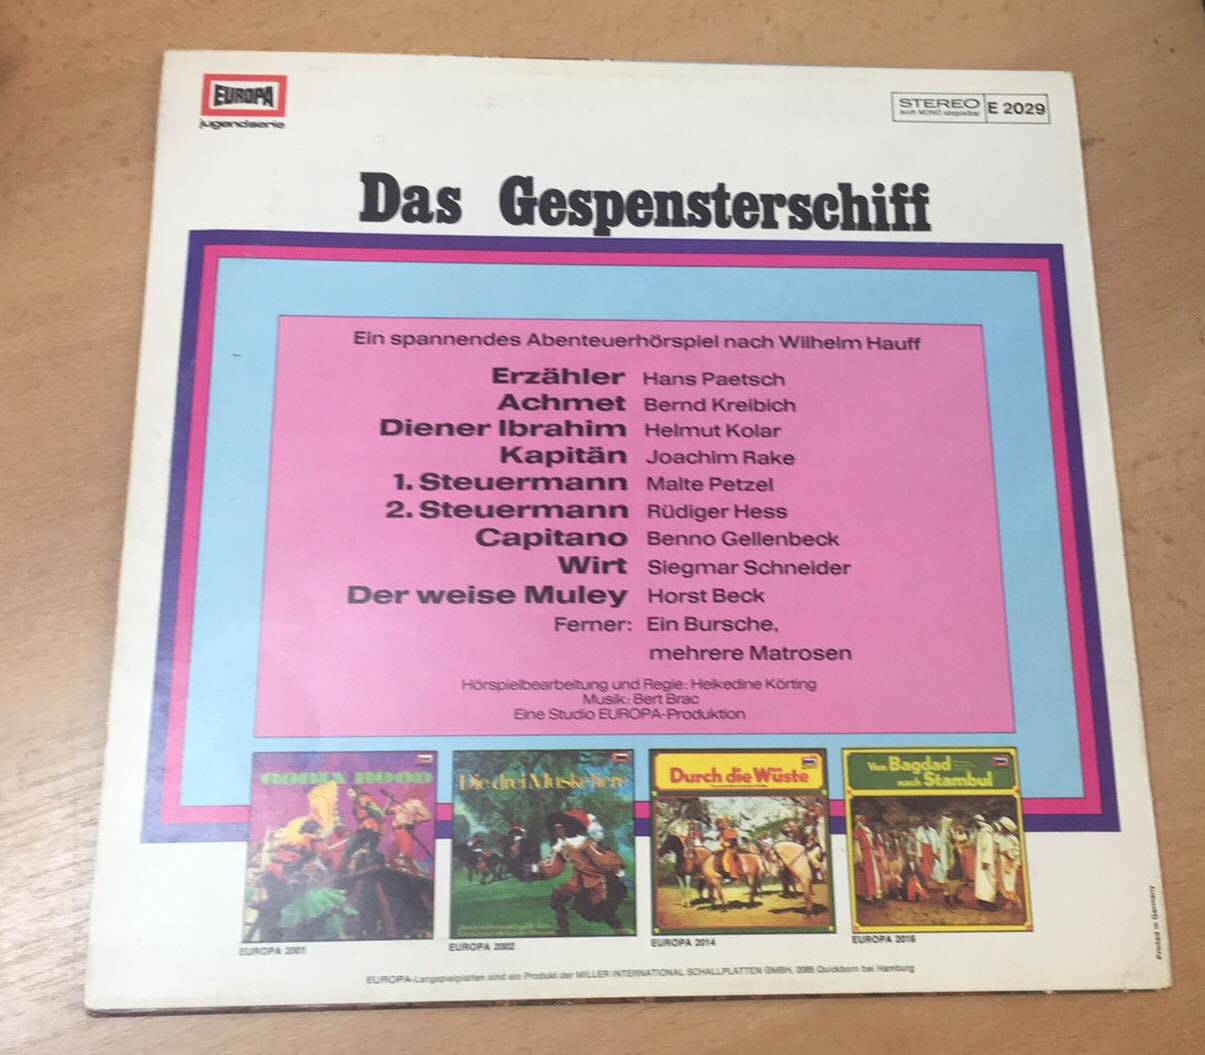 EUROPA
jugendserie
STEREO
auch MONO abspielbar
E 2029
Das Gespensterschiff
Ein spannendes Abenteuerhörspiel nach Wilhelm Hauff
Erzähler Hans Paetsch
Achmet Bernd Kreibich
Diener Ibrahim Helmut Kolar
Kapitän Joachim Rake
1. Steuermann Malte Petzel
2. Steuermann Rüdiger Hess
Capitano Benno Gellenbeck
Wirt Siegmar Schneider
Der weise Muley Horst Beck
Ferner: Ein Bursche,
mehrere Matrosen
Hörspielbearbeitung und Regie: Heikedine Körting
Musik: Bert Brac
Eine Studio EUROPA-Produktion
ROBIN HOOD
Die drei Musketiere
Durch die Wüste
Von Bagdad
nach Stambul
EUROPA 2001
EUROPA 2002
EUROPA 2014
EUROPA 2016
EUROPA-Langspielplatten sind ein Produkt der MILLER INTERNATIONAL SCHALLPLATTEN GMBH, 2085 Quickborn bei Hamburg
Printed in Germany